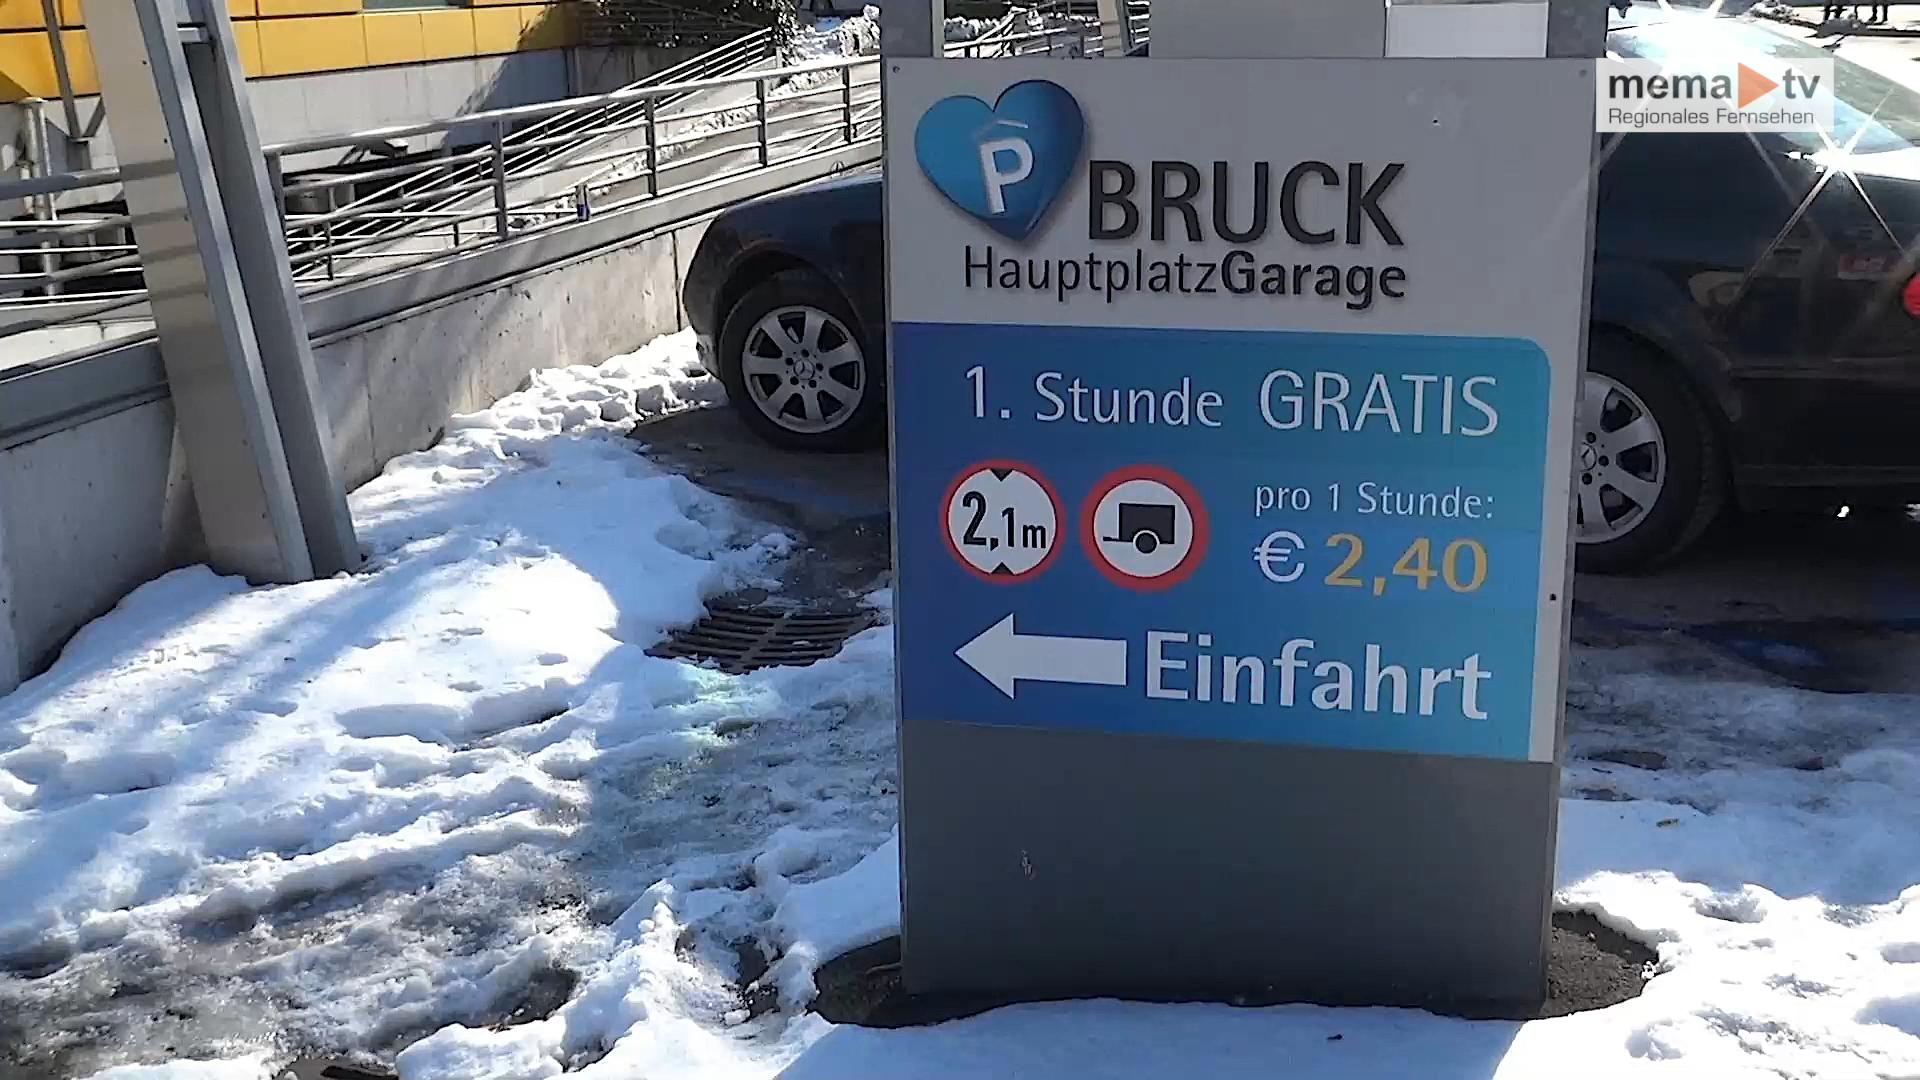 mema tv
Regionales Fernsehen
P
BRUCK
HauptplatzGarage
1. Stunde GRATIS
2,1m
pro 1 Stunde:
€ 2,40
Einfahrt